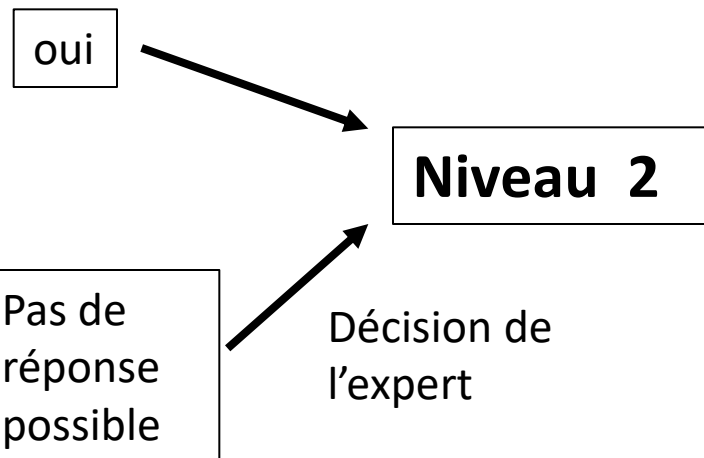 oui
Niveau 2
Pas de
réponse
possible
Décision de
l’expert